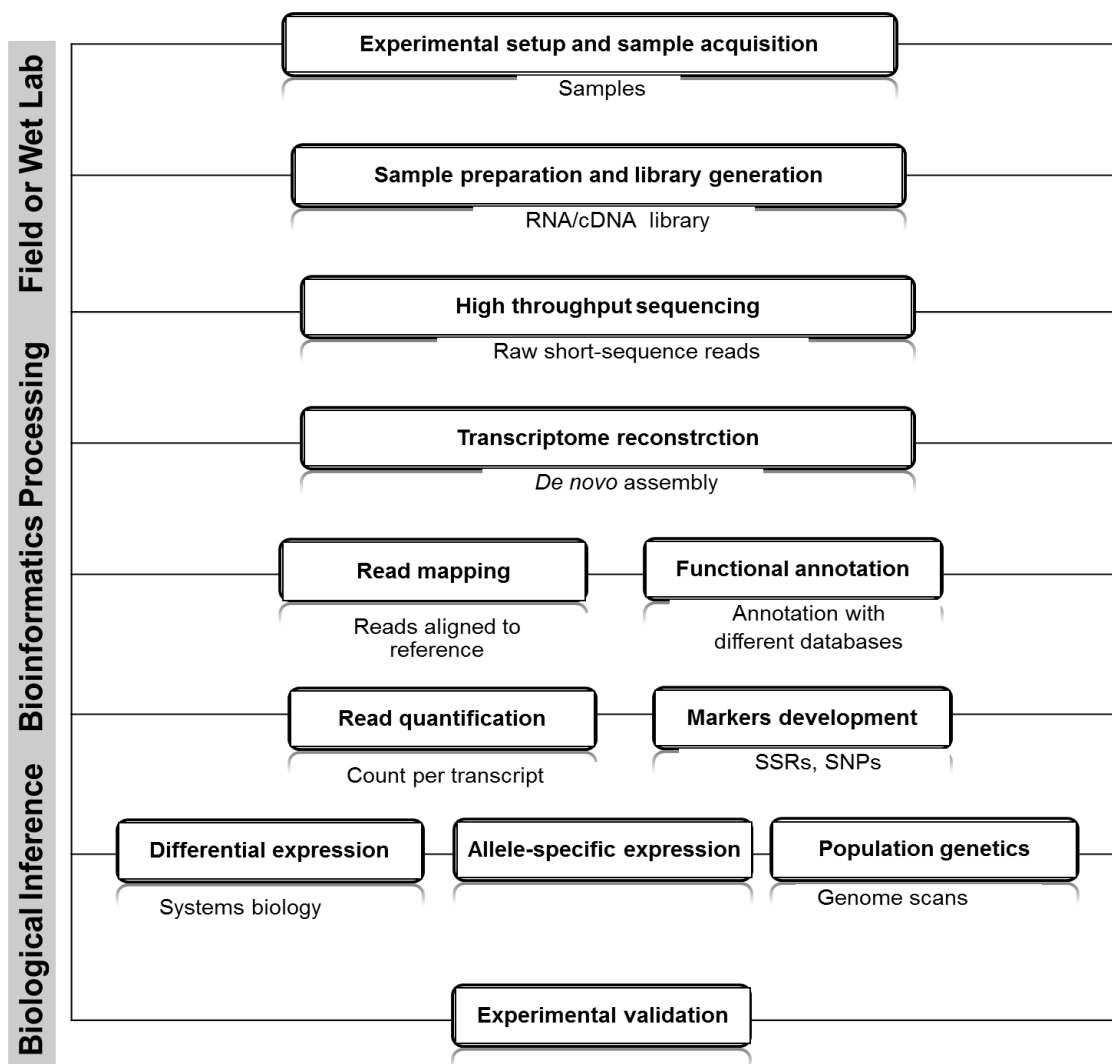 Field or Wet Lab
Bioinformatics Processing
Biological Inference
Experimental setup and sample acquisition
Samples
Sample preparation and library generation
RNA/cDNA library
High throughput sequencing
Raw short-sequence reads
Transcriptome reconstrction
De novo assembly
Read mapping
Reads aligned to
reference
Functional annotation
Annotation with
different databases
Read quantification
Count per transcript
Markers development
SSRs, SNPs
Differential expression
Systems biology
Allele-specific expression
Population genetics
Genome scans
Experimental validation